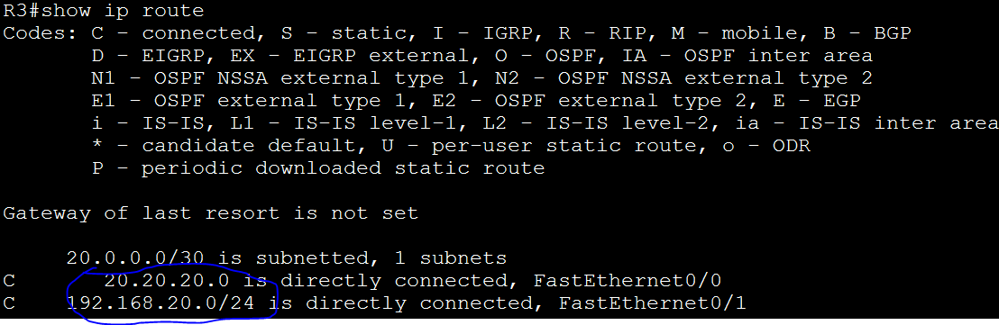 R3#show ip route
Codes: C - connected, S - static, I - IGRP, R - RIP, M - mobile, B - BGP
D - EIGRP, EX - EIGRP external, O - OSPF, IA - OSPF inter area
N1 - OSPF NSSA external type 1, N2 - OSPF NSSA external type 2
E1 - OSPF external type 1, E2 - OSPF external type 2, E - EGP
i - IS-IS, L1 - IS-IS level-1, L2 - IS-IS level-2, ia - IS-IS inter area
* - candidate default, U - per-user static route, o - ODR
P - periodic downloaded static route
Gateway of last resort is not set
20.0.0.0/30 is subnetted, 1 subnets
C 20.20.20.0 is directly connected, FastEthernet0/0
C 192.168.20.0/24 is directly connected, FastEthernet0/1